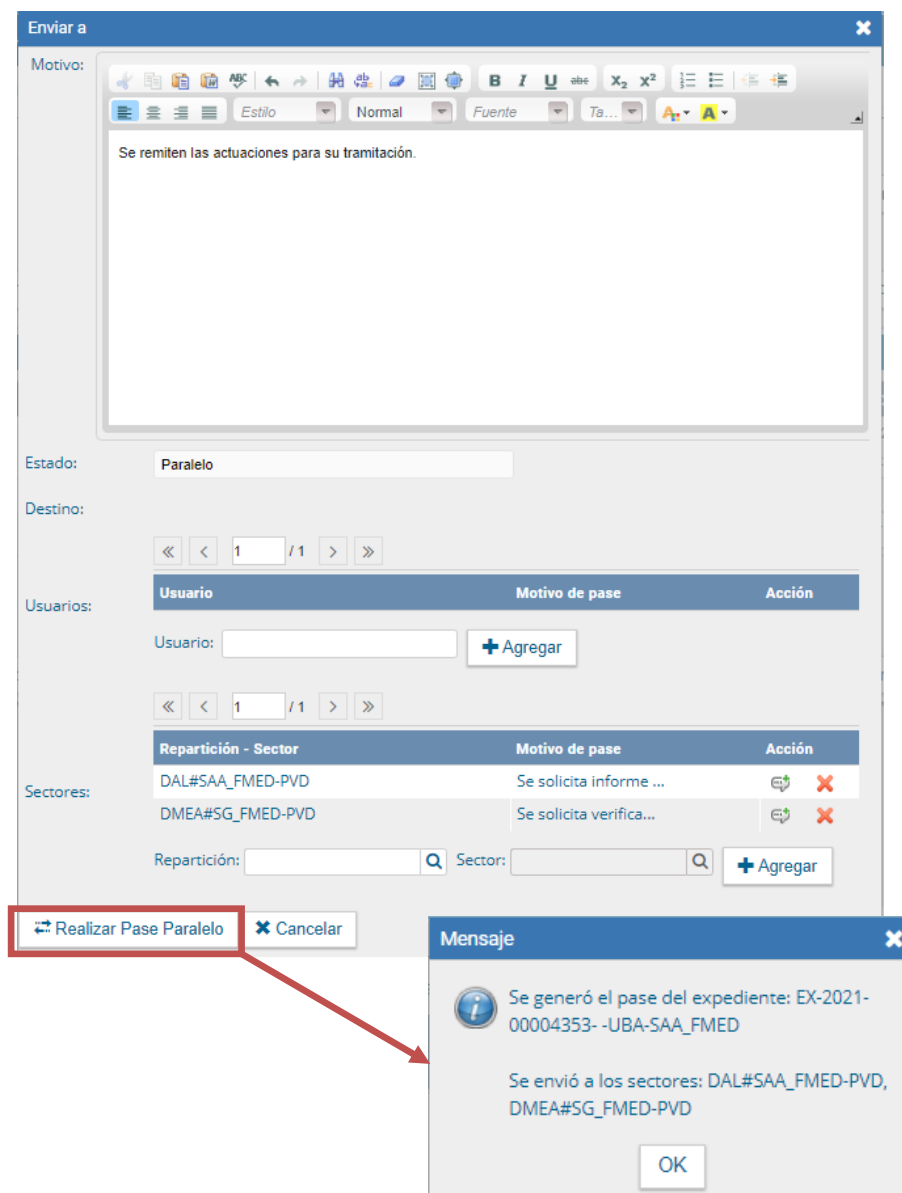 Enviar a
Motivo:
ABC
B I U abc X₂ X²
Estilo Normal Fuente Ta... A A
Se remiten las actuaciones para su tramitación.
Estado: Paralelo
Destino:
1 / 1
Usuarios:
Usuario Motivo de pase Acción
Usuario: Agregar
1 / 1
Sectores:
Repartición - Sector Motivo de pase Acción
DAL#SAA_FMED-PVD Se solicita informe ...
DMEA#SG_FMED-PVD Se solicita verifica...
Repartición: Sector: Agregar
Realizar Pase Paralelo Cancelar
Mensaje
Se generó el pase del expediente: EX-2021-
00004353- -UBA-SAA_FMED
Se envió a los sectores: DAL#SAA_FMED-PVD,
DMEA#SG_FMED-PVD
OK